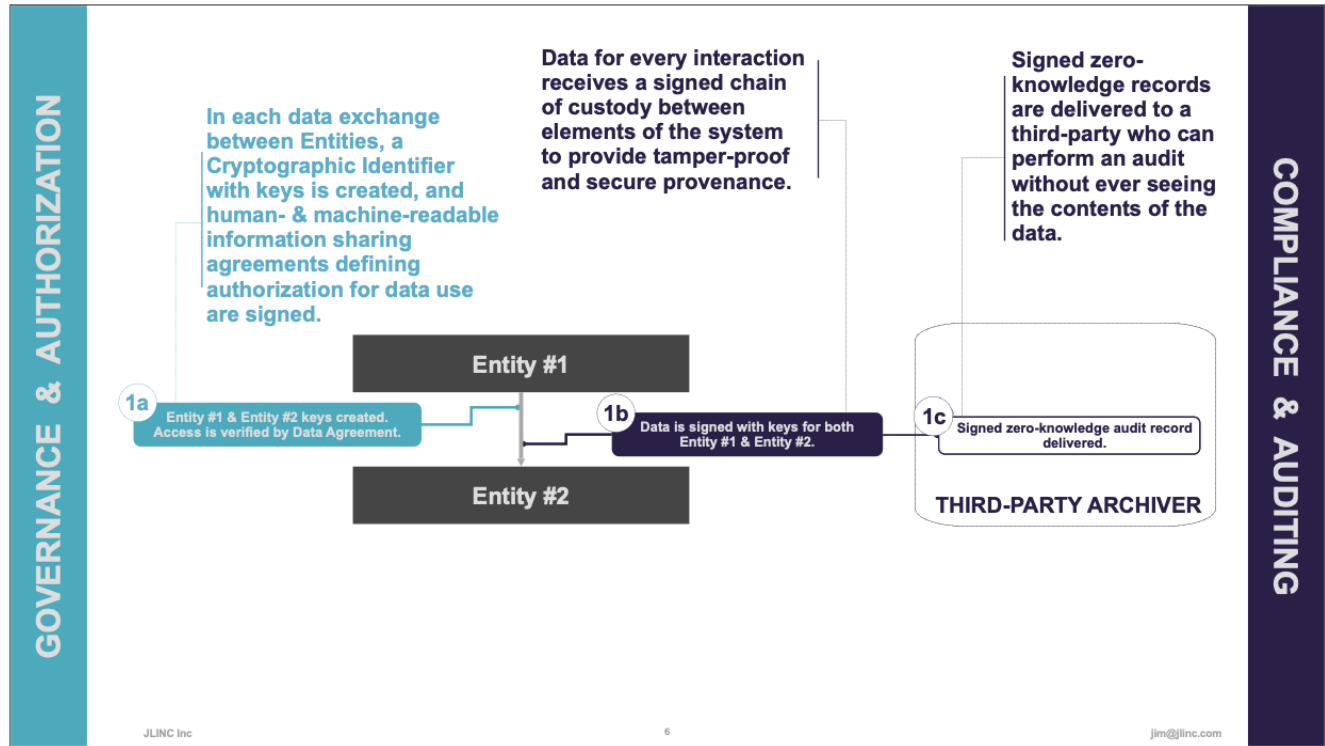 GOVERNANCE & AUTHORIZATION
In each data exchange
between Entities, a
Cryptographic Identifier
with keys is created, and
human- & machine-readable
information sharing
agreements defining
authorization for data use
are signed.
Data for every interaction
receives a signed chain
of custody between
elements of the system
to provide tamper-proof
and secure provenance.
Signed zero-
knowledge records
are delivered to a
third-party who can
perform an audit
without ever seeing
the contents of the
data.
Entity #1
1a
Entity #1 & Entity #2 keys created.
Access is verified by Data Agreement.
1b
Data is signed with keys for both
Entity #1 & Entity #2.
1c
Signed zero-knowledge audit record
delivered.
Entity #2
THIRD-PARTY ARCHIVER
COMPLIANCE & AUDITING
JLINC Inc
6
jim@jlinc.com